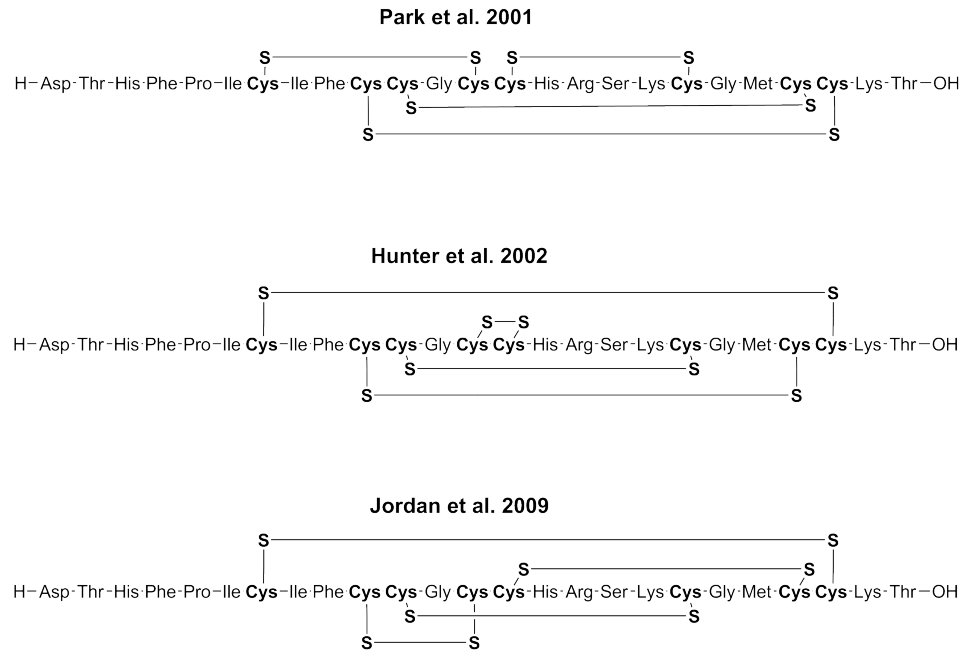 Park et al. 2001
S S S S
H-Asp-Thr-His-Phe-Pro-Ile Cys-Ile-Phe-Cys-Cys-Gly Cys-Cys-His-Arg-Ser-Lys-Cys-Gly-Met-Cys-Cys-Lys-Thr-OH
S S
S S
Hunter et al. 2002
S S
S S
H-Asp-Thr-His-Phe-Pro-Ile Cys-Ile-Phe-Cys-Cys-Gly Cys-Cys-His-Arg-Ser-Lys-Cys-Gly-Met-Cys-Cys-Lys-Thr-OH
S S
S S
Jordan et al. 2009
S S
S S
H-Asp-Thr-His-Phe-Pro-Ile Cys-Ile-Phe-Cys-Cys-Gly Cys-Cys-His-Arg-Ser-Lys-Cys-Gly-Met-Cys-Cys-Lys-Thr-OH
S S
S S